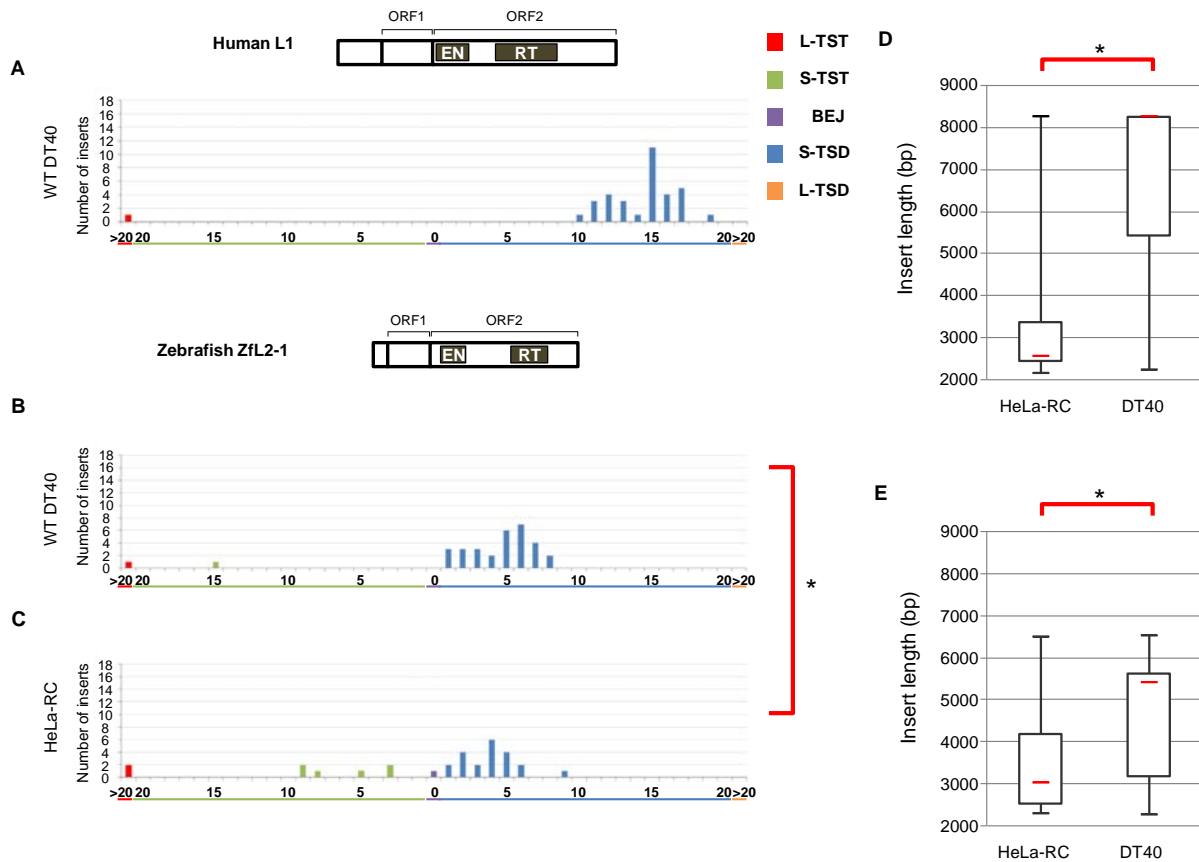 Human L1
ORF1 ORF2
EN RT
L-TST
S-TST
BEJ
S-TSD
L-TSD
A
WT DT40
Number of inserts
18
16
14
12
10
8
6
4
2
0
>20 20 15 10 5 0 5 10 15 20 >20
Zebrafish ZfL2-1
ORF1 ORF2
EN RT
B
WT DT40
Number of inserts
18
16
14
12
10
8
6
4
2
0
>20 20 15 10 5 0 5 10 15 20 >20
*
C
HeLa-RC
Number of inserts
18
16
14
12
10
8
6
4
2
0
>20 20 15 10 5 0 5 10 15 20 >20
D
*
Insert length (bp)
9000
8000
7000
6000
5000
4000
3000
2000
HeLa-RC DT40
E
*
Insert length (bp)
9000
8000
7000
6000
5000
4000
3000
2000
HeLa-RC DT40